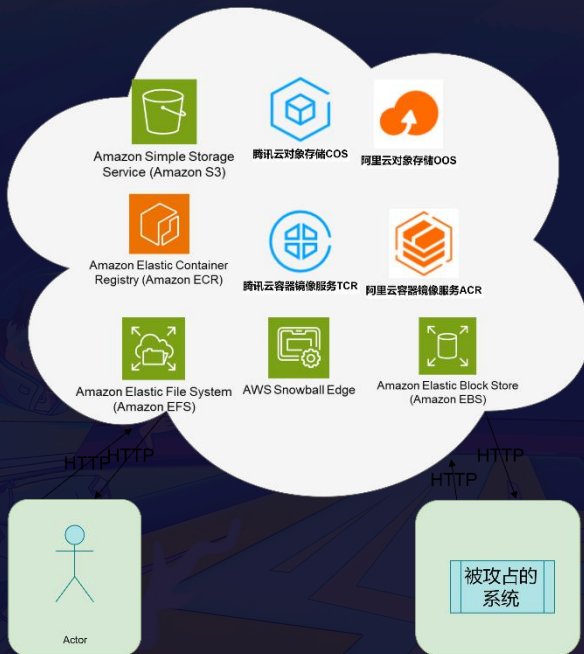 Amazon Simple Storage
Service (Amazon S3)
腾讯云对象存储COS
阿里云对象存储OOS
Amazon Elastic Container
Registry (Amazon ECR)
腾讯云容器镜像服务TCR
阿里云容器镜像服务ACR
Amazon Elastic File System
(Amazon EFS)
AWS Snowball Edge
Amazon Elastic Block Store
(Amazon EBS)
HTTP
HTTP
HTTP
HTTP
Actor
被攻占的
系统